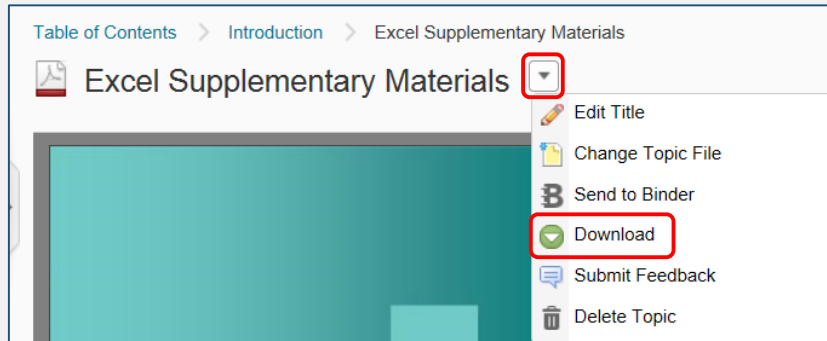 Table of Contents > Introduction > Excel Supplementary Materials
Excel Supplementary Materials
Edit Title
Change Topic File
Send to Binder
Download
Submit Feedback
Delete Topic